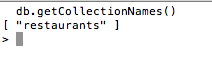 db.getCollectionNames()
[ "restaurants" ]
>